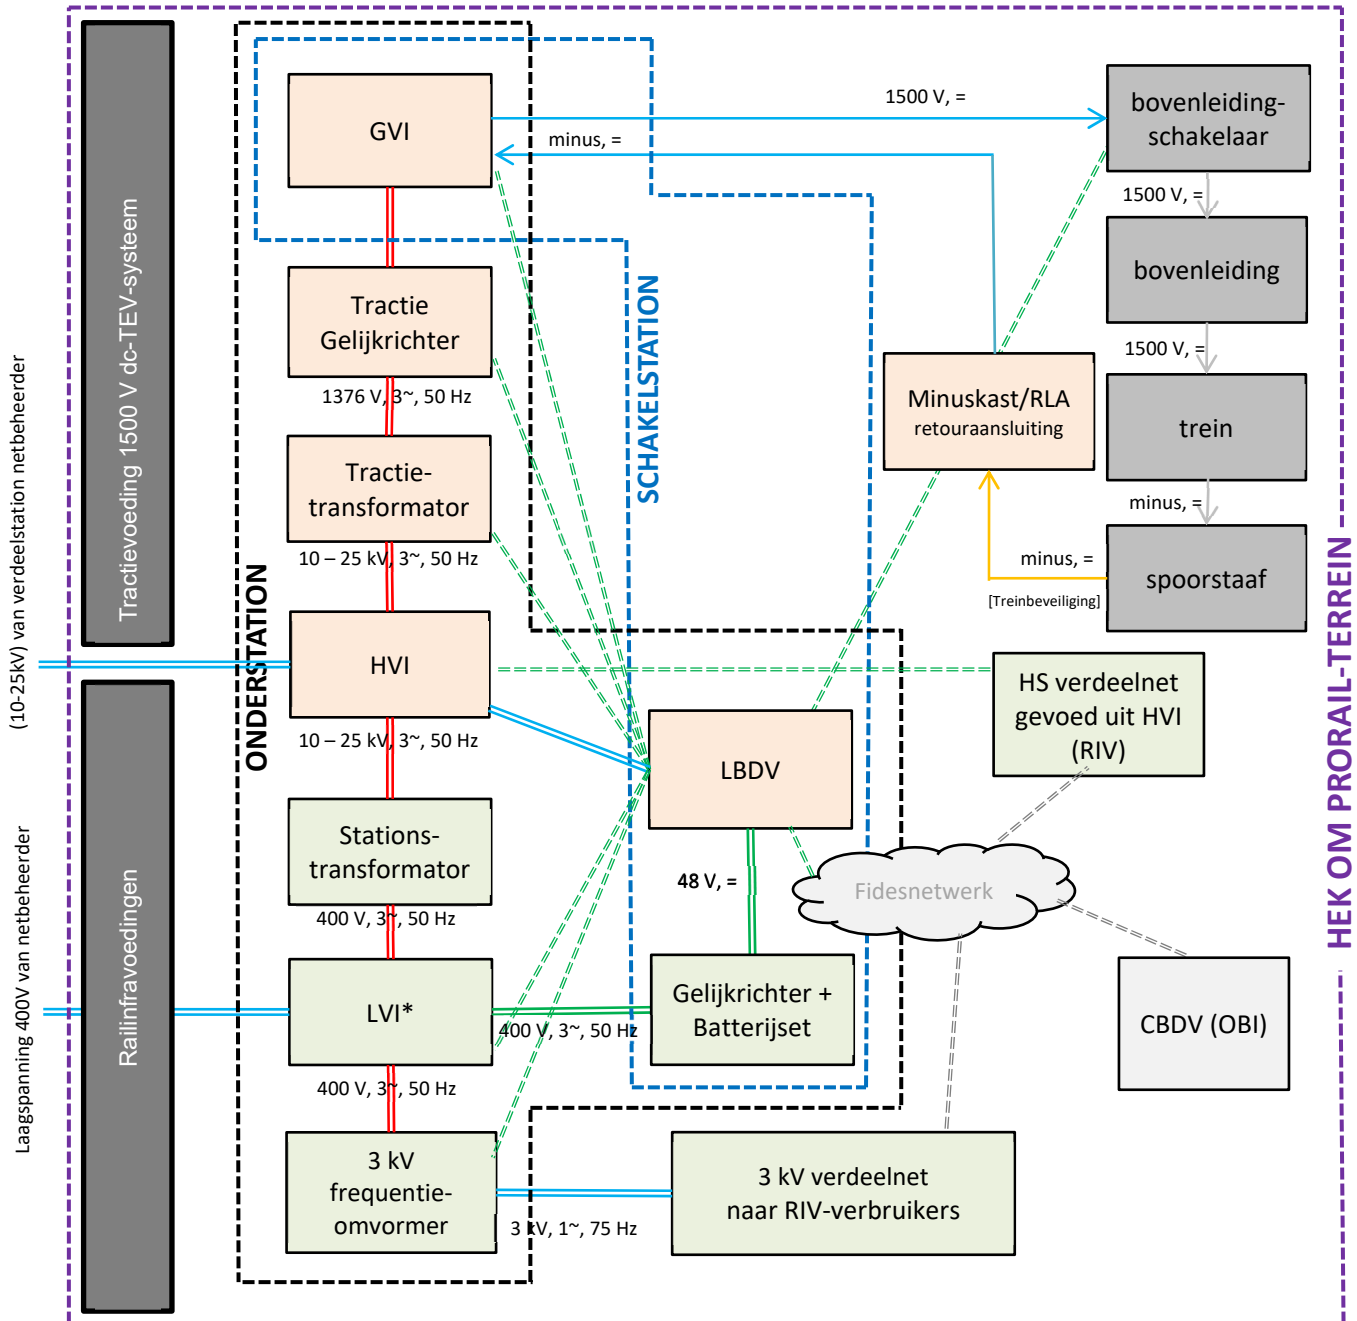 Tractievoeding 1500 V dc-TEV-systeem
Railinfravoedingen
(10-25kV) van verdeelstation netbeheerder
Laagspanning 400V van netbeheerder
ONDERSTATION
SCHAKELSTATION
HEK OM PRORAIL-TERREIN
GVI
1500 V, =
minus, =
bovenleiding-
schakelaar
1500 V, =
bovenleiding
1500 V, =
trein
minus, =
spoorstaaf
minus, =
[Treinbeveiliging]
Minuskast/RLA
retouraansluiting
Tractie
Gelijkrichter
1376 V, 3~, 50 Hz
Tractie-
transformator
10 – 25 kV, 3~, 50 Hz
HVI
10 – 25 kV, 3~, 50 Hz
HS verdeelnet
gevoed uit HVI
(RIV)
LBDV
Stations-
transformator
400 V, 3~, 50 Hz
48 V, =
Fidesnetwerk
LVI*
400 V, 3~, 50 Hz
Gelijkrichter +
Batterijset
CBDV (OBI)
400 V, 3~, 50 Hz
3 kV
frequentie-
omvormer
3 kV, 1~, 75 Hz
3 kV verdeelnet
naar RIV-verbruikers